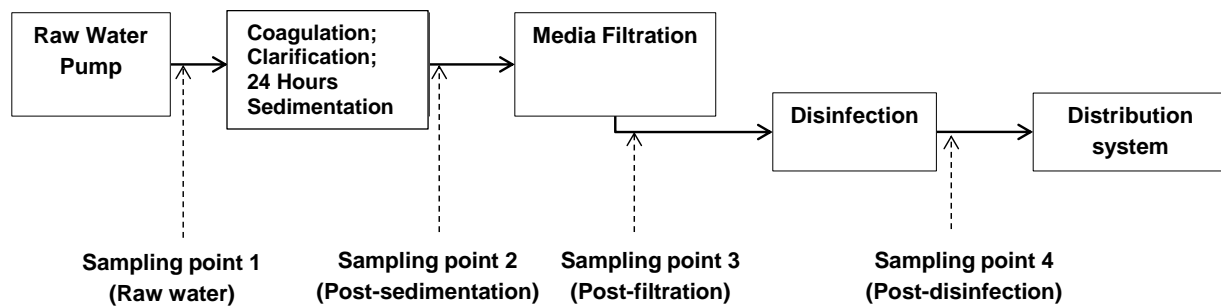 Raw Water
Pump
Coagulation;
Clarification;
24 Hours
Sedimentation
Media Filtration
Disinfection
Distribution
system
Sampling point 1
(Raw water)
Sampling point 2
(Post-sedimentation)
Sampling point 3
(Post-filtration)
Sampling point 4
(Post-disinfection)